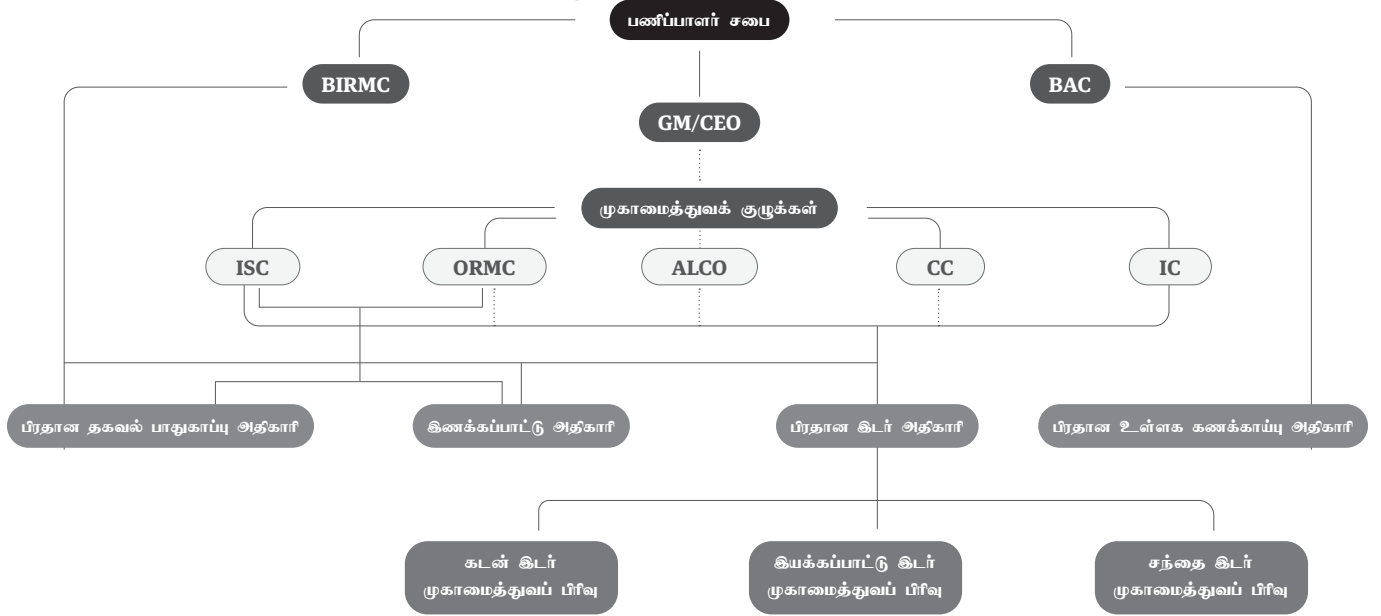 பணிப்பாளர் சபை
BIRMC
BAC
GM/CEO
முகாமைத்துவக் குழுக்கள்
ISC
ORMC
ALCO
CC
IC
பிரதான தகவல் பாதுகாப்பு அதிகாரி
இணக்கப்பாட்டு அதிகாரி
பிரதான இடர் அதிகாரி
பிரதான உள்ளக கணக்காய்பு அதிகாரி
கடன் இடர்
முகாமைத்துவப் பிரிவு
இயக்கப்பாட்டு இடர்
முகாமைத்துவப் பிரிவு
சந்தை இடர்
முகாமைத்துவப் பிரிவு